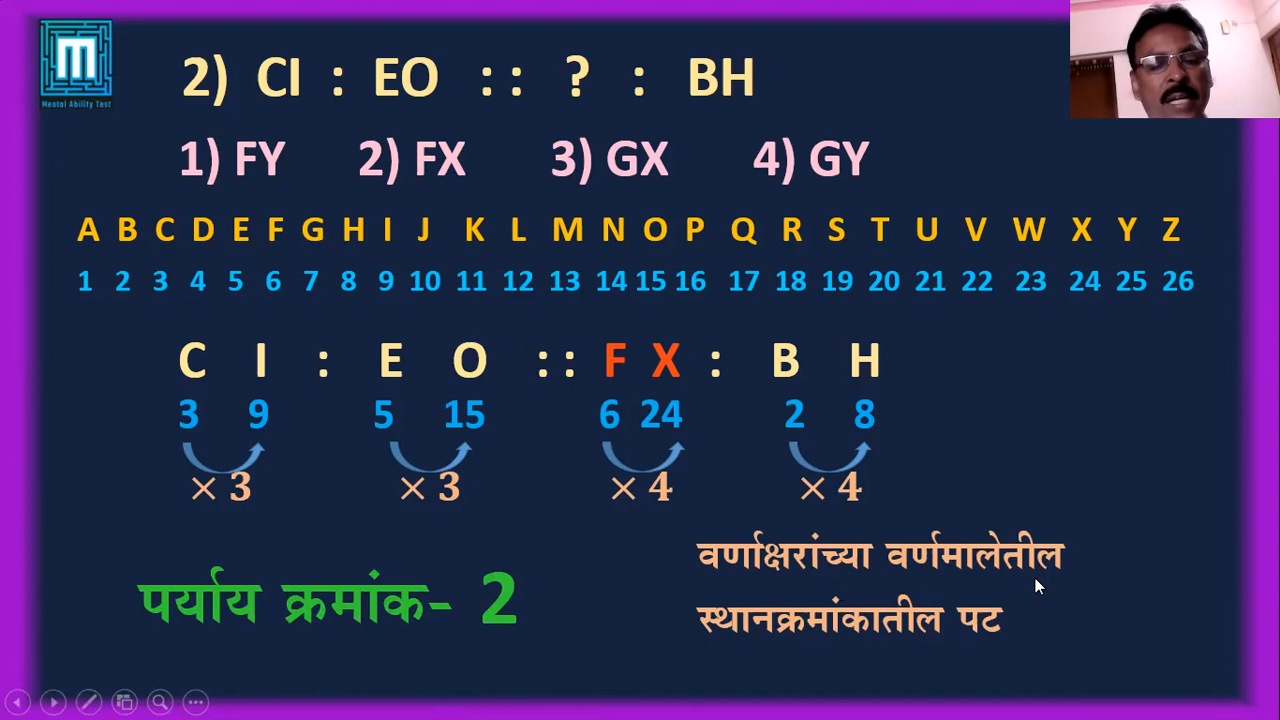 M
Mental Ability Test
2) CI : EO : : ? : BH
1) FY 2) FX 3) GX 4) GY
A B C D E F G H I J K L M N O P Q R S T U V W X Y Z
1 2 3 4 5 6 7 8 9 10 11 12 13 14 15 16 17 18 19 20 21 22 23 24 25 26
C I : E O : : F X : B H
3 9 5 15 6 24 2 8
× 3 × 3 × 4 × 4
वर्णाक्षरांच्या वर्णमालेतील
पर्याय क्रमांक- 2
स्थानक्रमांकातील पट